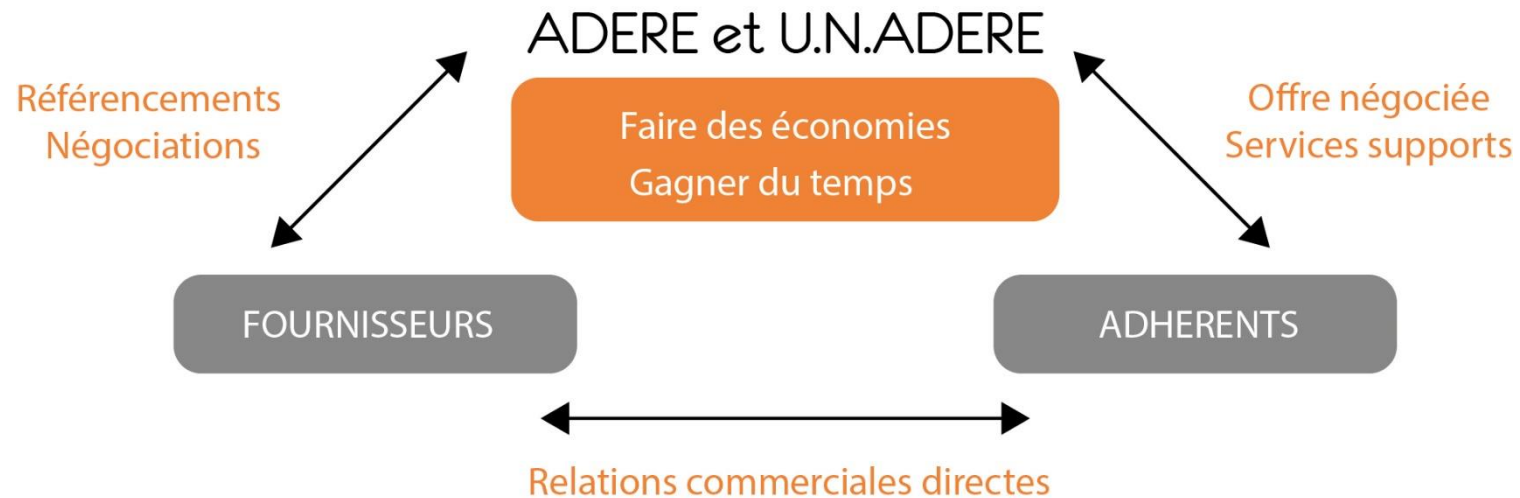 ADERE et U.N.ADERE
Référencements
Négociations
Faire des économies
Gagner du temps
Offre négociée
Services supports
FOURNISSEURS
ADHERENTS
Relations commerciales directes